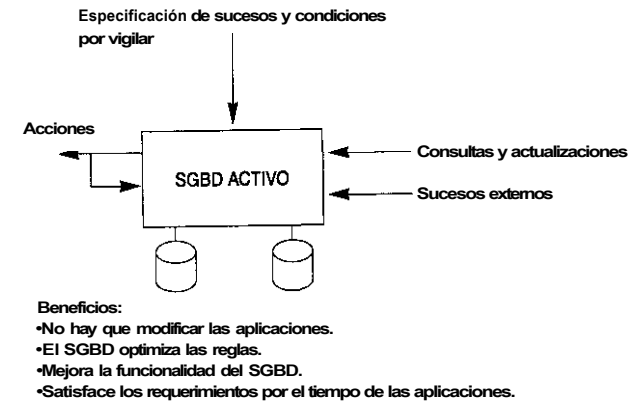 Especificación de sucesos y condiciones
por vigilar
Acciones
SGBD ACTIVO
Consultas y actualizaciones
Sucesos externos
Beneficios:
•No hay que modificar las aplicaciones.
•El SGBD optimiza las reglas.
•Mejora la funcionalidad del SGBD.
•Satisface los requerimientos por el tiempo de las aplicaciones.